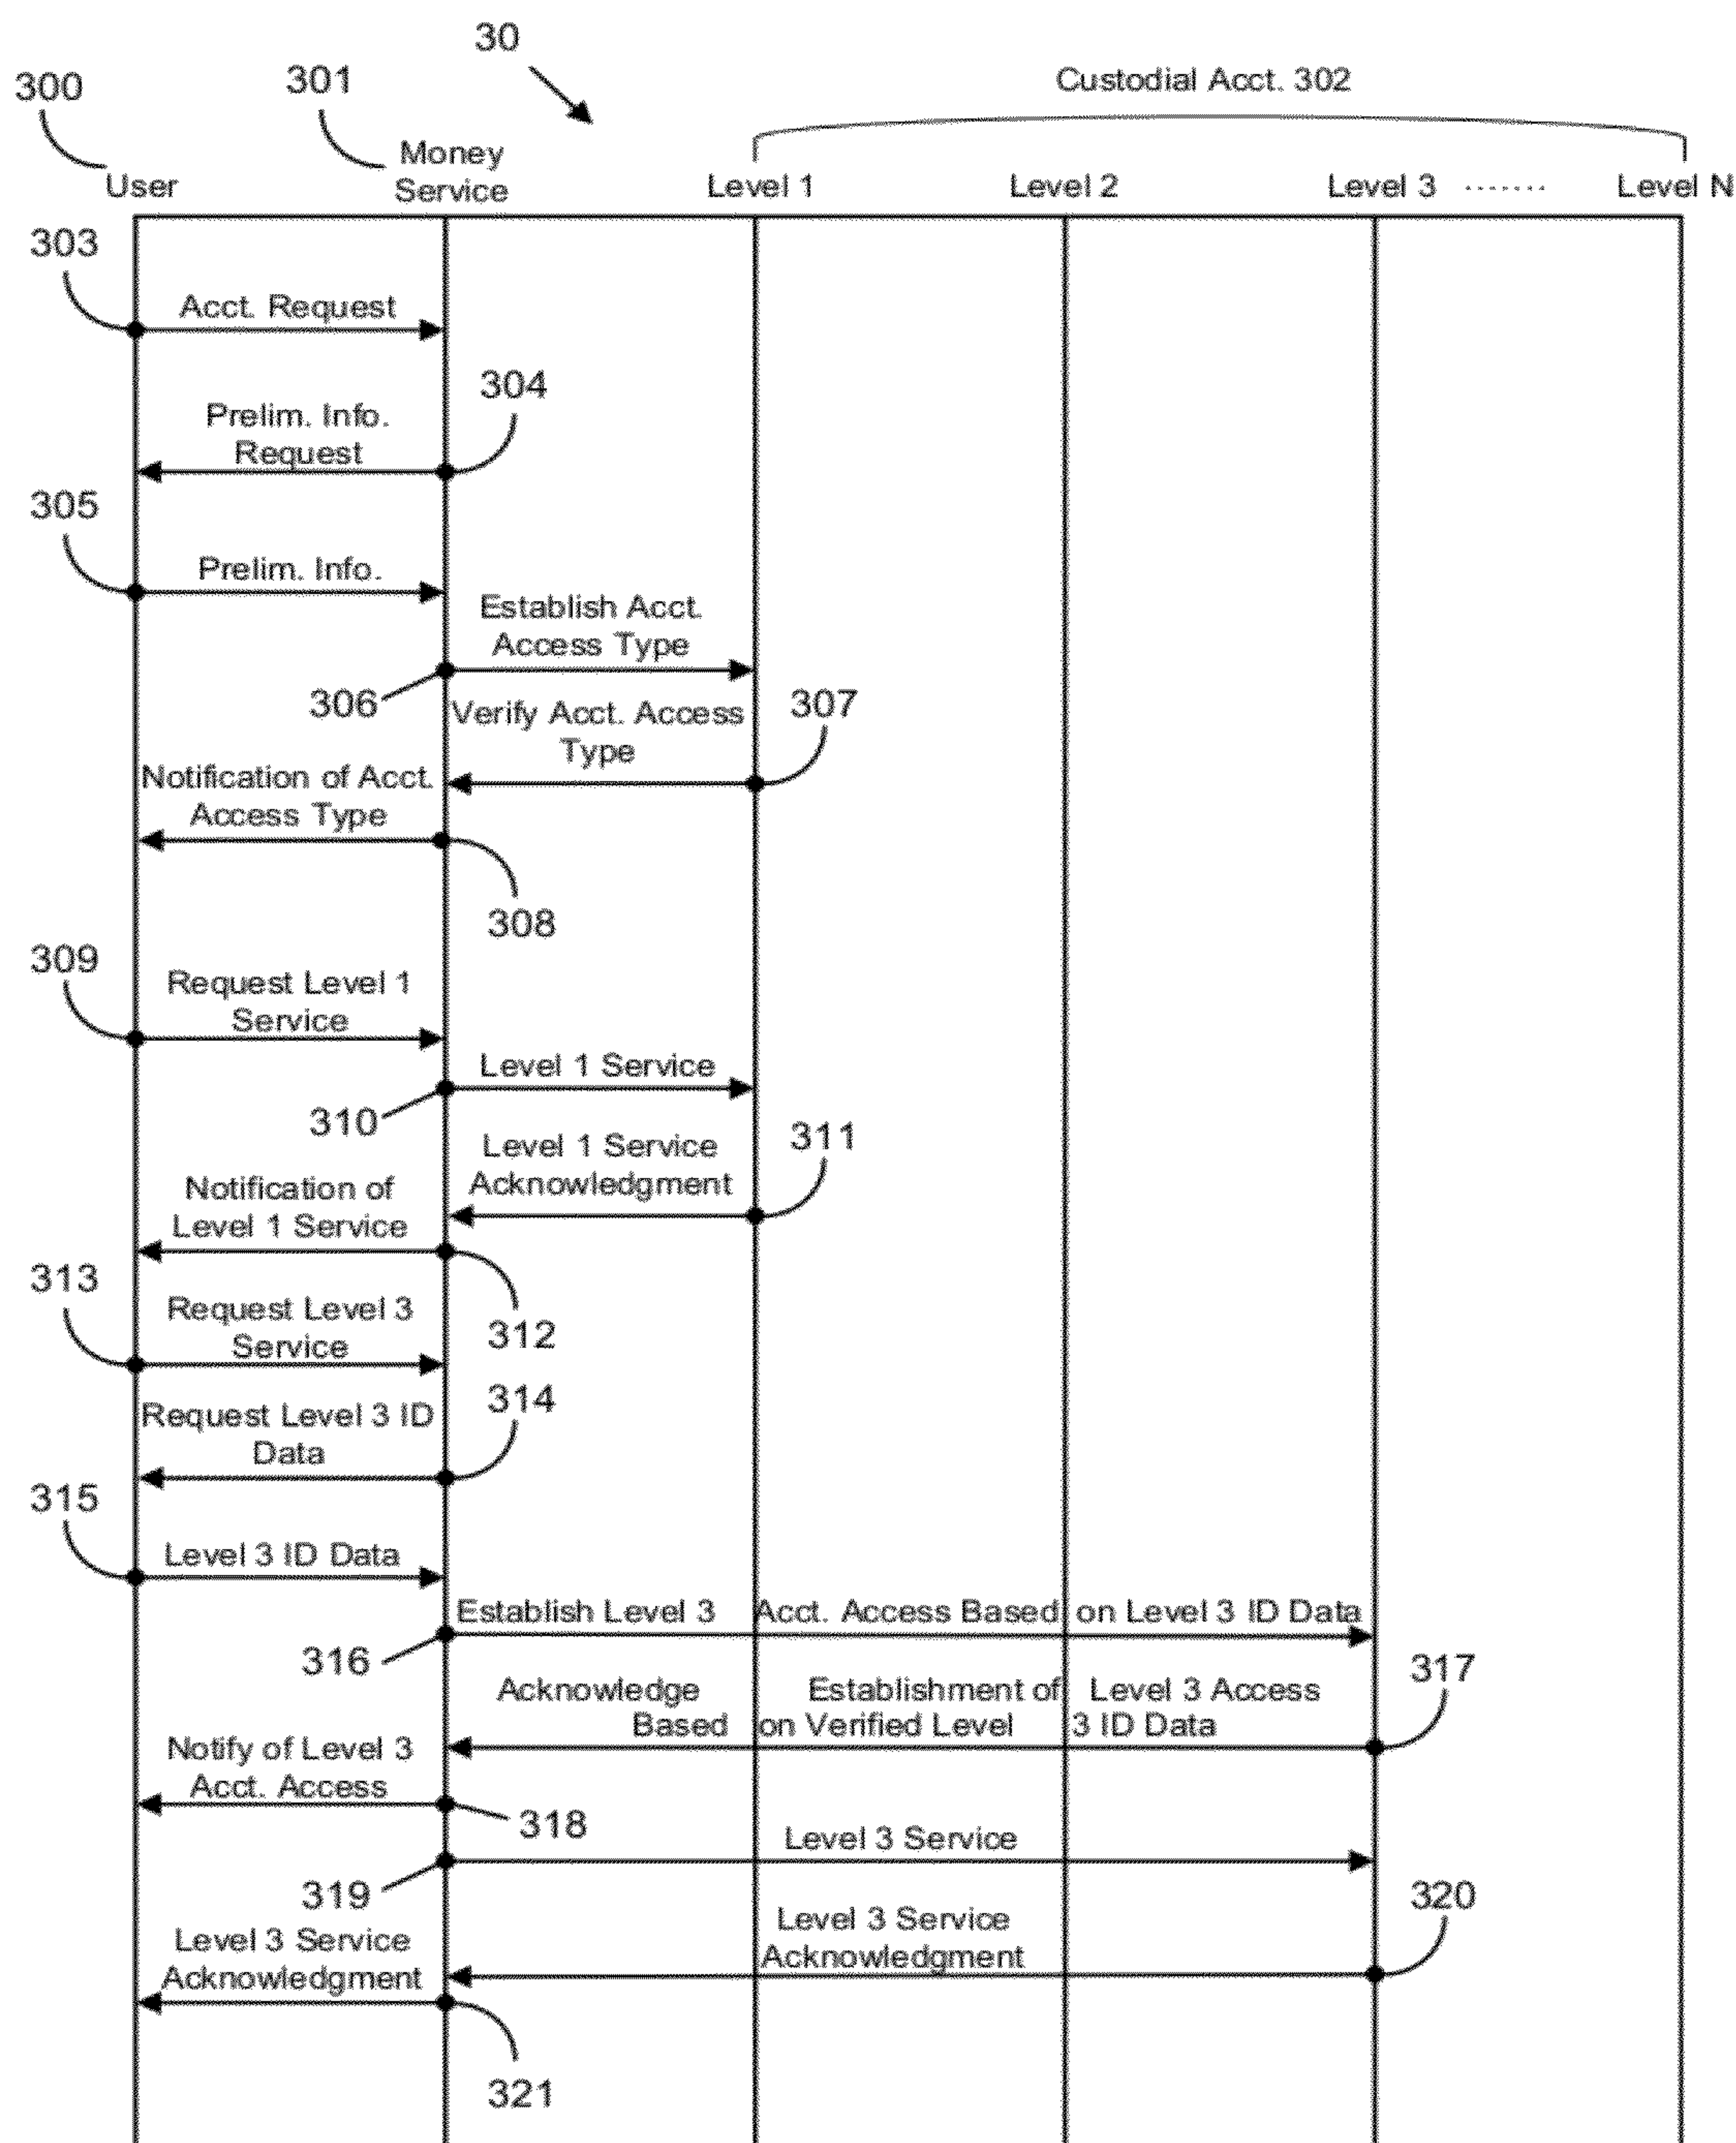 30
300
301
Custodial Acct. 302
Money
Service
User
Level 1
Level 2
Level 3 .......
Level N
303
Acct. Request
304
Prelim. Info.
Request
305
Prelim. Info.
Establish Acct.
Access Type
306
307
Verify Acct. Access
Type
Notification of Acct.
Access Type
308
309
Request Level 1
Service
Level 1 Service
310
311
Level 1 Service
Acknowledgment
Notification of
Level 1 Service
312
313
Request Level 3
Service
314
Request Level 3 ID
Data
315
Level 3 ID Data
Establish Level 3 Acct. Access Based on Level 3 ID Data
316
317
Acknowledge Establishment of Level 3 Access
Based on Verified Level 3 ID Data
Notify of Level 3
Acct. Access
318
Level 3 Service
319
320
Level 3 Service
Acknowledgment
Level 3 Service
Acknowledgment
321